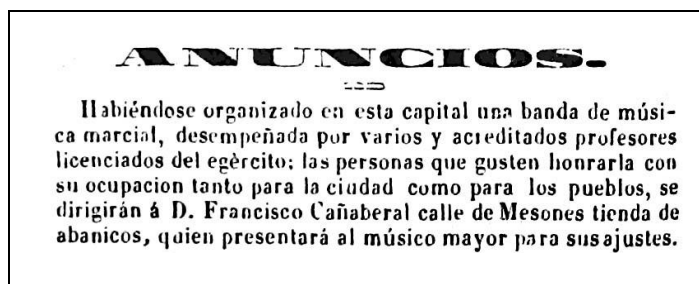 ANUNCIOS.
Habiéndose organizado en esta capital una banda de músi-
ca marcial, desempeñada por varios y acreditados profesores
licenciados del egército; las personas que gusten honrarla con
su ocupacion tanto para la ciudad como para los pueblos, se
dirigirán á D. Francisco Cañaberal calle de Mesones tienda de
abanicos, quien presentará al músico mayor para sus ajustes.